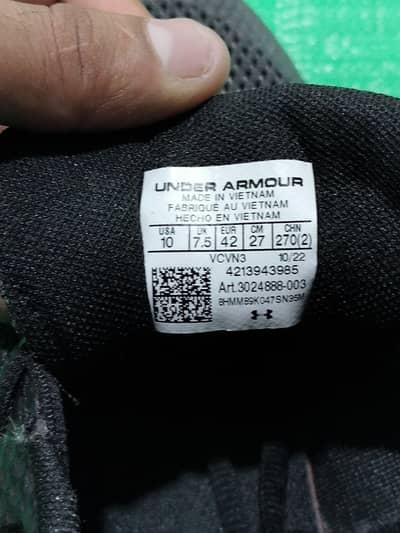 UNDER ARMOUR
MADE IN VIETNAM
FABRIQUE AU VIETNAM
HECHO EN VIETNAM
USA UK EUR CM CHN
10 7.5 42 27 270(2)
VCVN3 10/22
4213943985
Art.3024888-003
BHMMB9K047SN95M